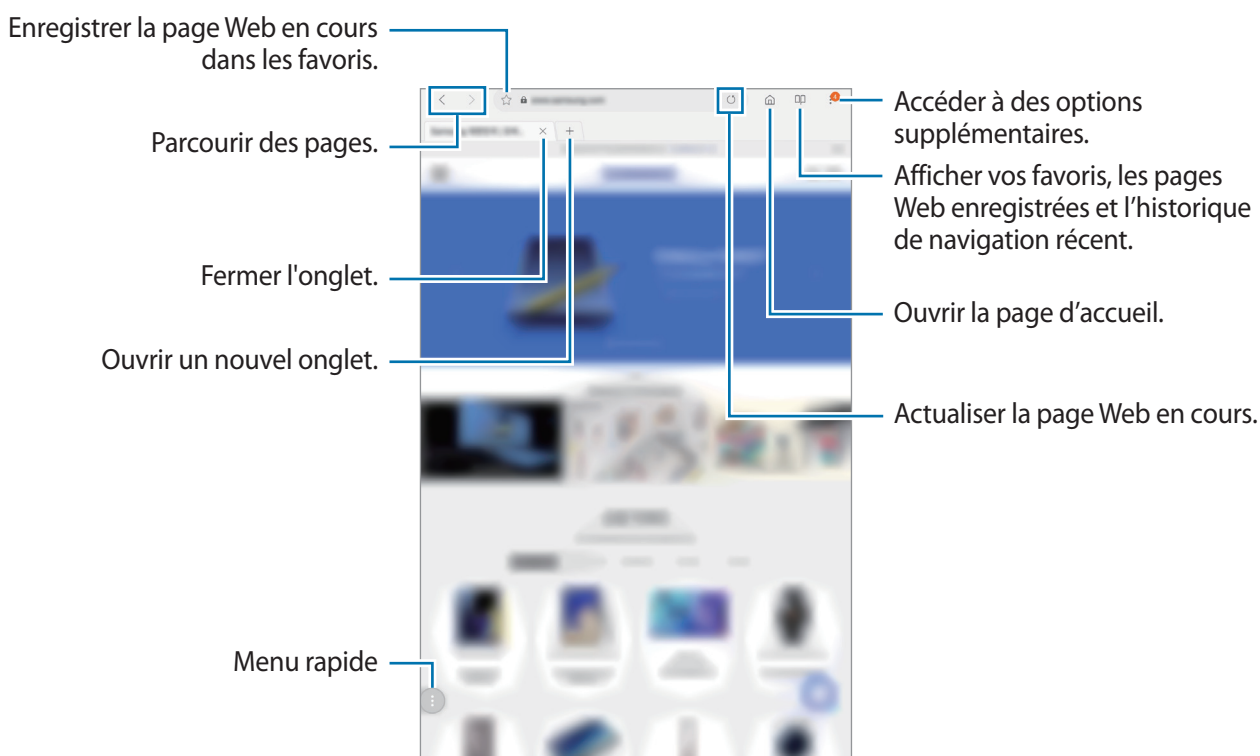 Enregistrer la page Web en cours
dans les favoris.
Parcourir des pages.
Fermer l'onglet.
Ouvrir un nouvel onglet.
Menu rapide
Accéder à des options
supplémentaires.
Afficher vos favoris, les pages
Web enregistrées et l’historique
de navigation récent.
Ouvrir la page d’accueil.
Actualiser la page Web en cours.